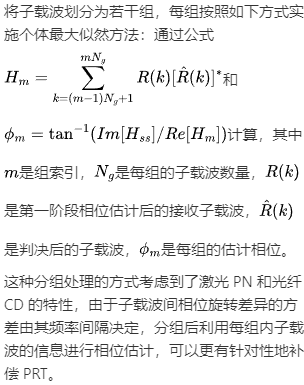 将子载波划分为若干组，每组按照如下方式实
施个体最大似然方法：通过公式
$H_m = \sum_{k=(m-1)N_g+1}^{mN_g} R(k)[\hat{R}(k)]^*$和
$\phi_m = \tan^{-1}(Im[H_{ss}]/Re[H_m])$计算，其中
$m$是组索引，$N_g$是每组的子载波数量，$R(k)$
是第一阶段相位估计后的接收子载波，$\hat{R}(k)$
是判决后的子载波，$\phi_m$是每组的估计相位。
这种分组处理的方式考虑到了激光 PN 和光纤
CD 的特性，由于子载波间相位旋转差异的方
差由其频率间隔决定，分组后利用每组内子载
波的信息进行相位估计，可以更有针对性地补
偿 PRT。